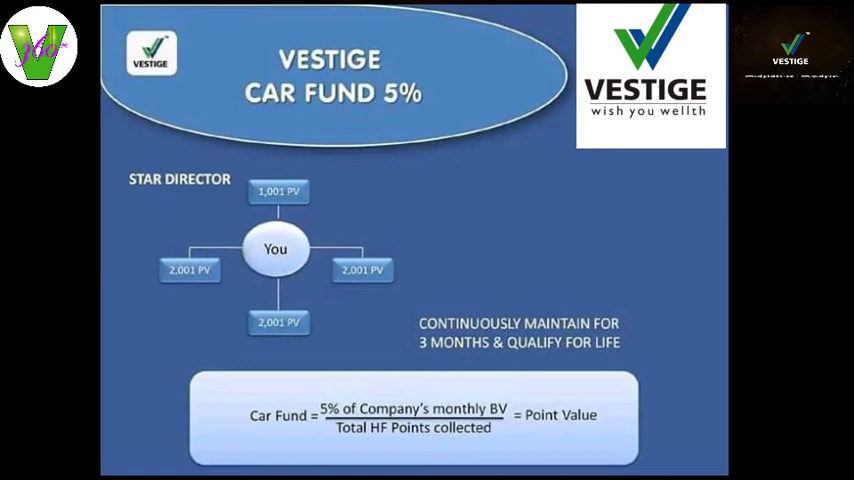 360
VESTIGE
VESTIGE
CAR FUND 5%
VESTIGE
wish you wellth
VESTIGE
STAR DIRECTOR
1,001 PV
You
2,001 PV
2,001 PV
2,001 PV
CONTINUOUSLY MAINTAIN FOR
3 MONTHS & QUALIFY FOR LIFE
Car Fund = 5% of Company's monthly BV = Point Value
Total HF Points collected